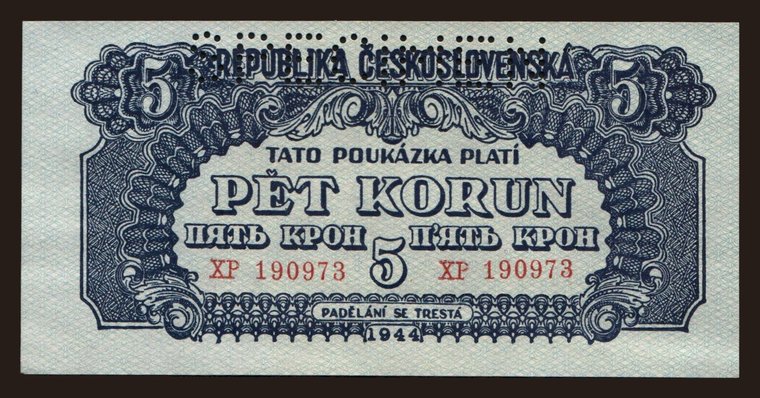 5 REPUBLIKA ČESKOSLOVENSKÁ 5
TATO POUKÁZKA PLATÍ
PĚT KORUN
ПЯТЬ КРОН П'ЯТЬ КРОН
5
XP 190973 XP 190973
PADĚLÁNÍ SE TRESTÁ
1944